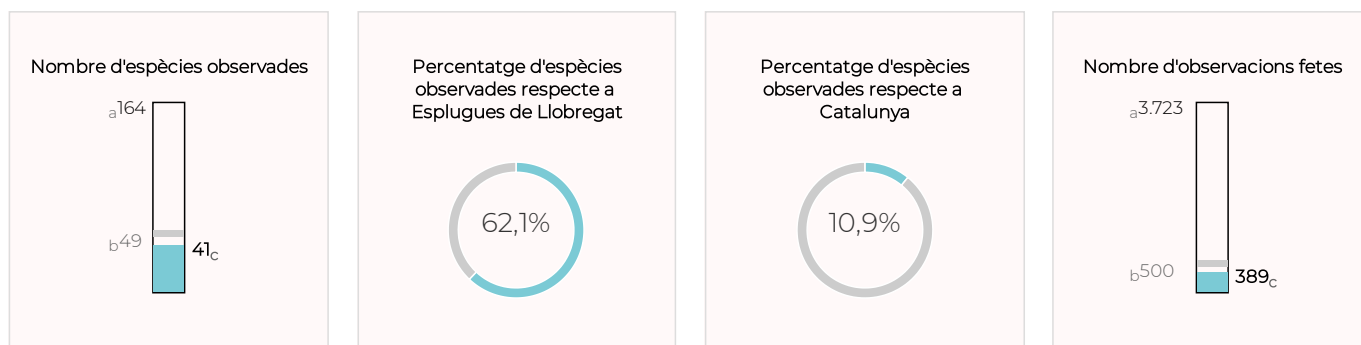 Nombre d'espècies observades
a164
b49
41c
Percentatge d'espècies
observades respecte a
Esplugues de Llobregat
62,1%
Percentatge d'espècies
observades respecte a
Catalunya
10,9%
Nombre d'observacions fetes
a3.723
b500
389c